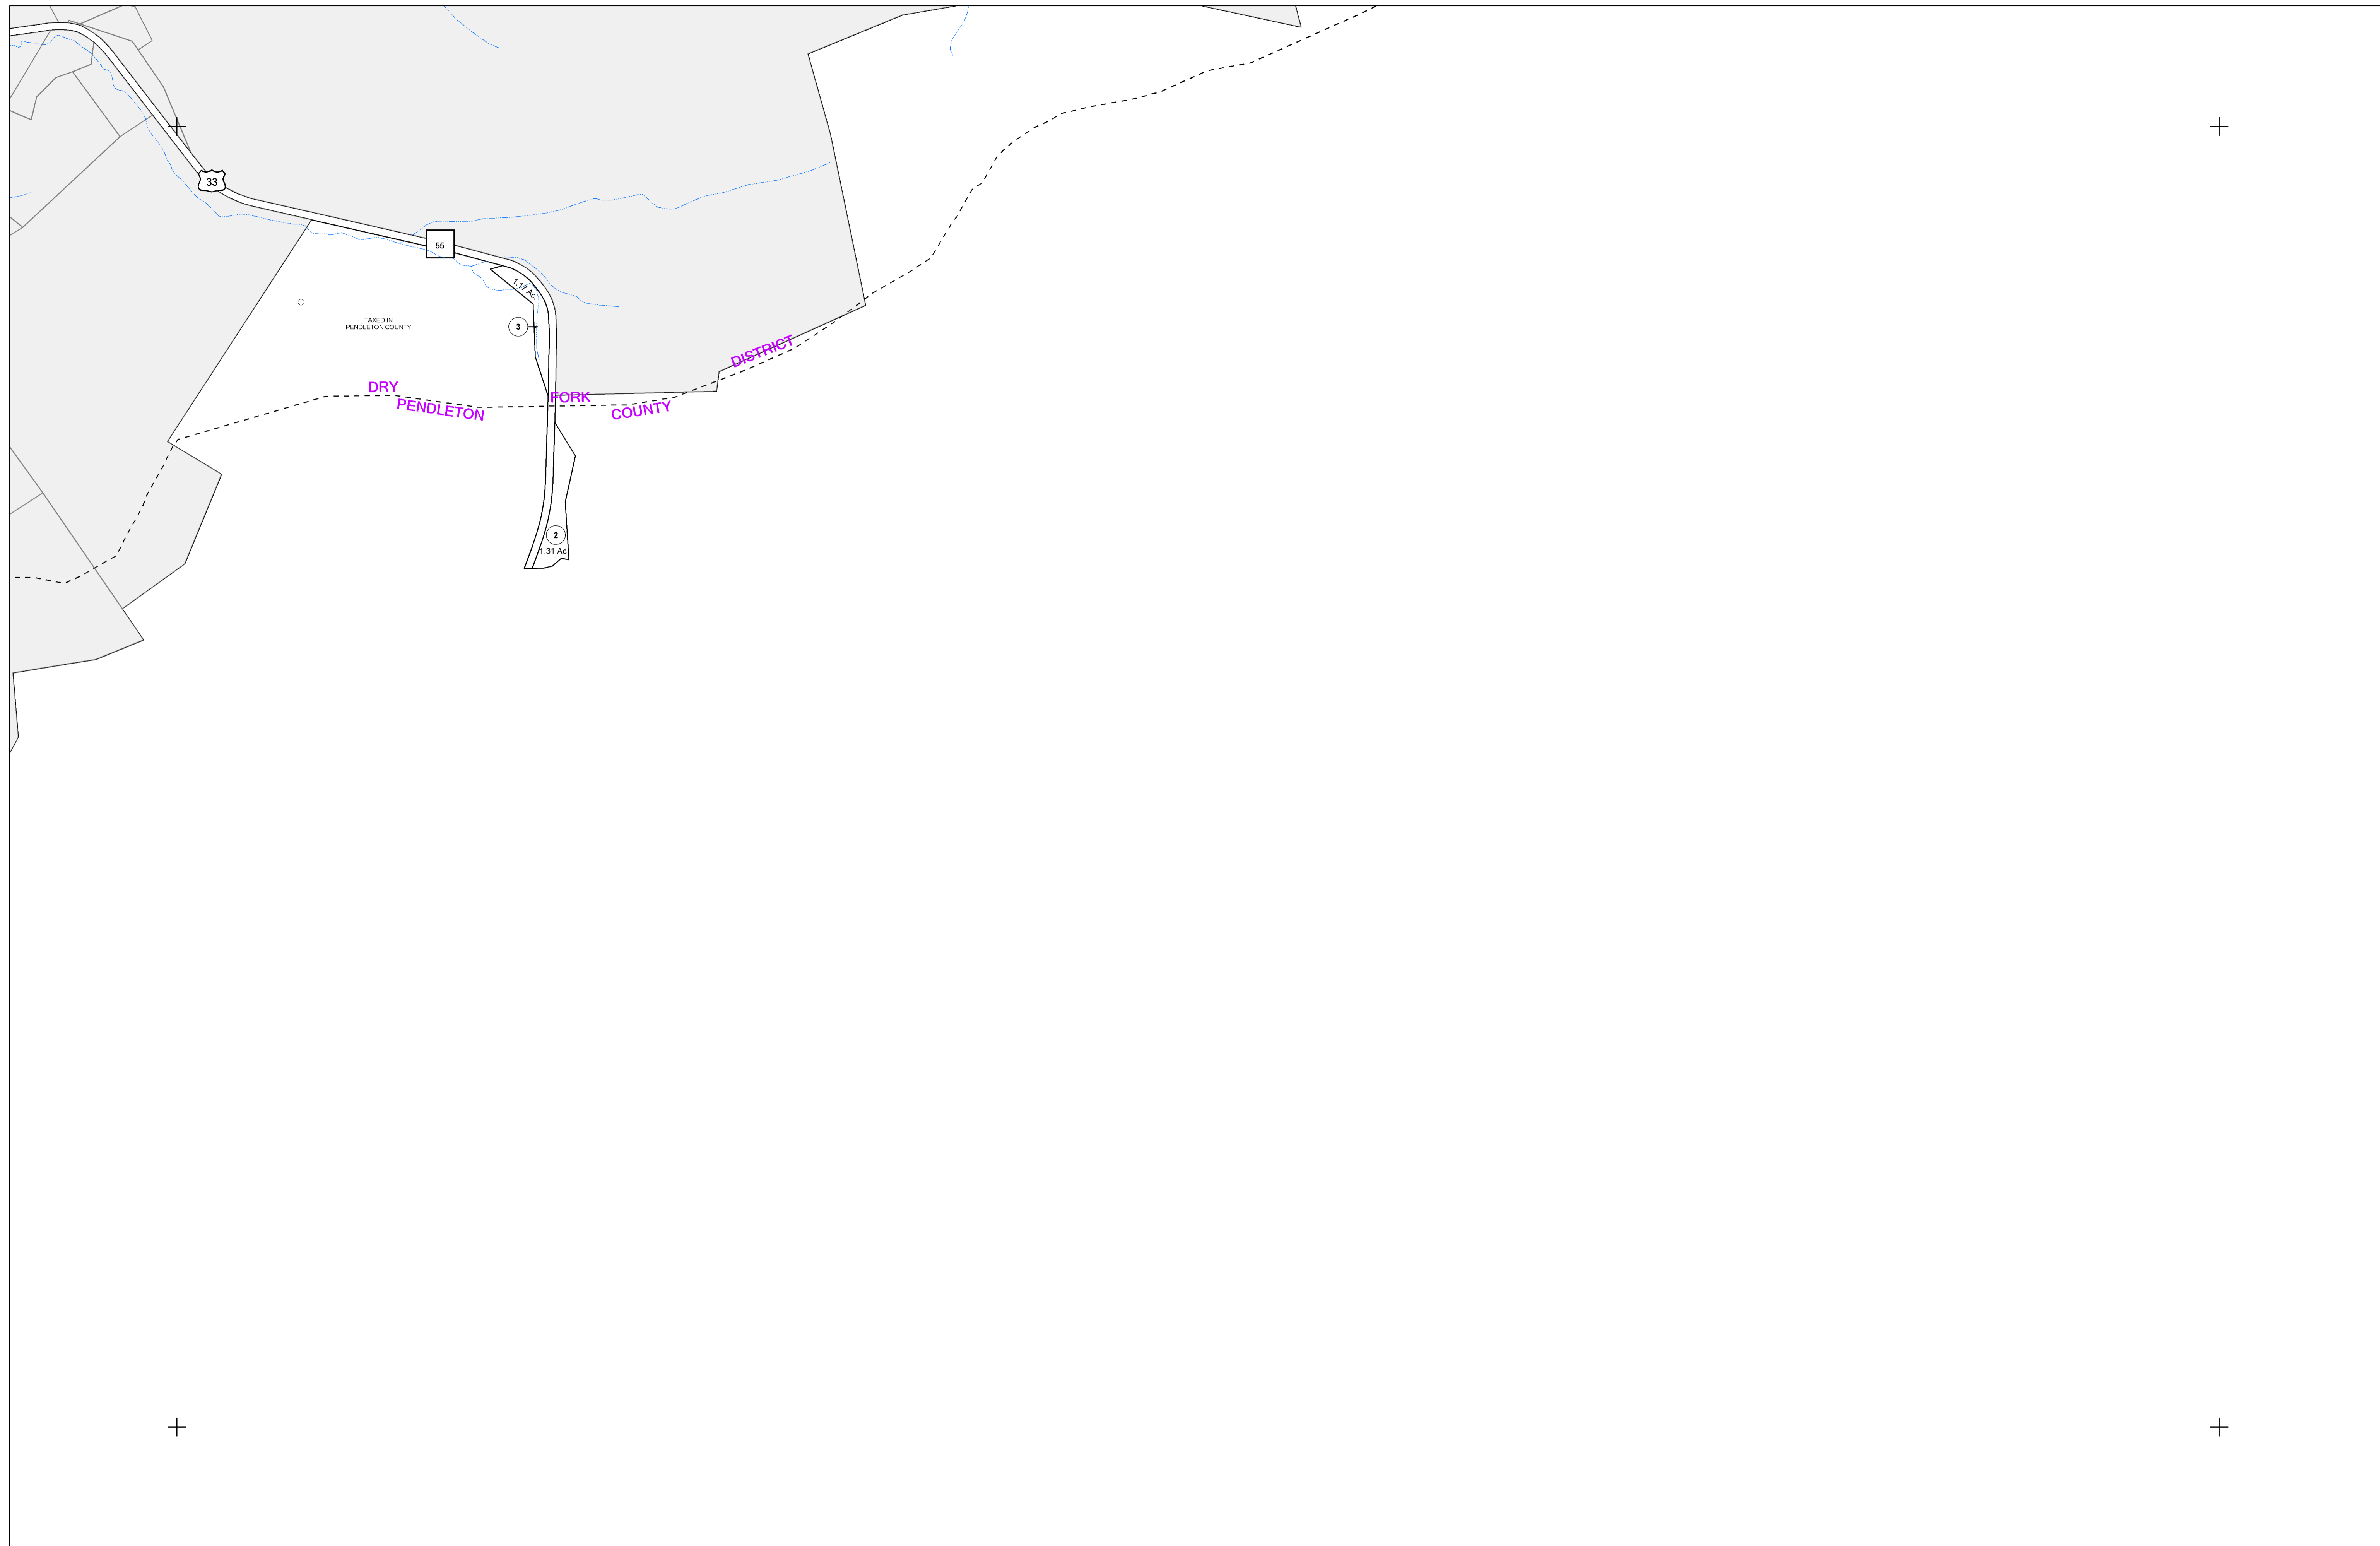 33
55
1.17 Ac.
TAXED IN
PENDLETON COUNTY
3
DISTRICT
DRY
FORK
PENDLETON
COUNTY
2
1.31 Ac.